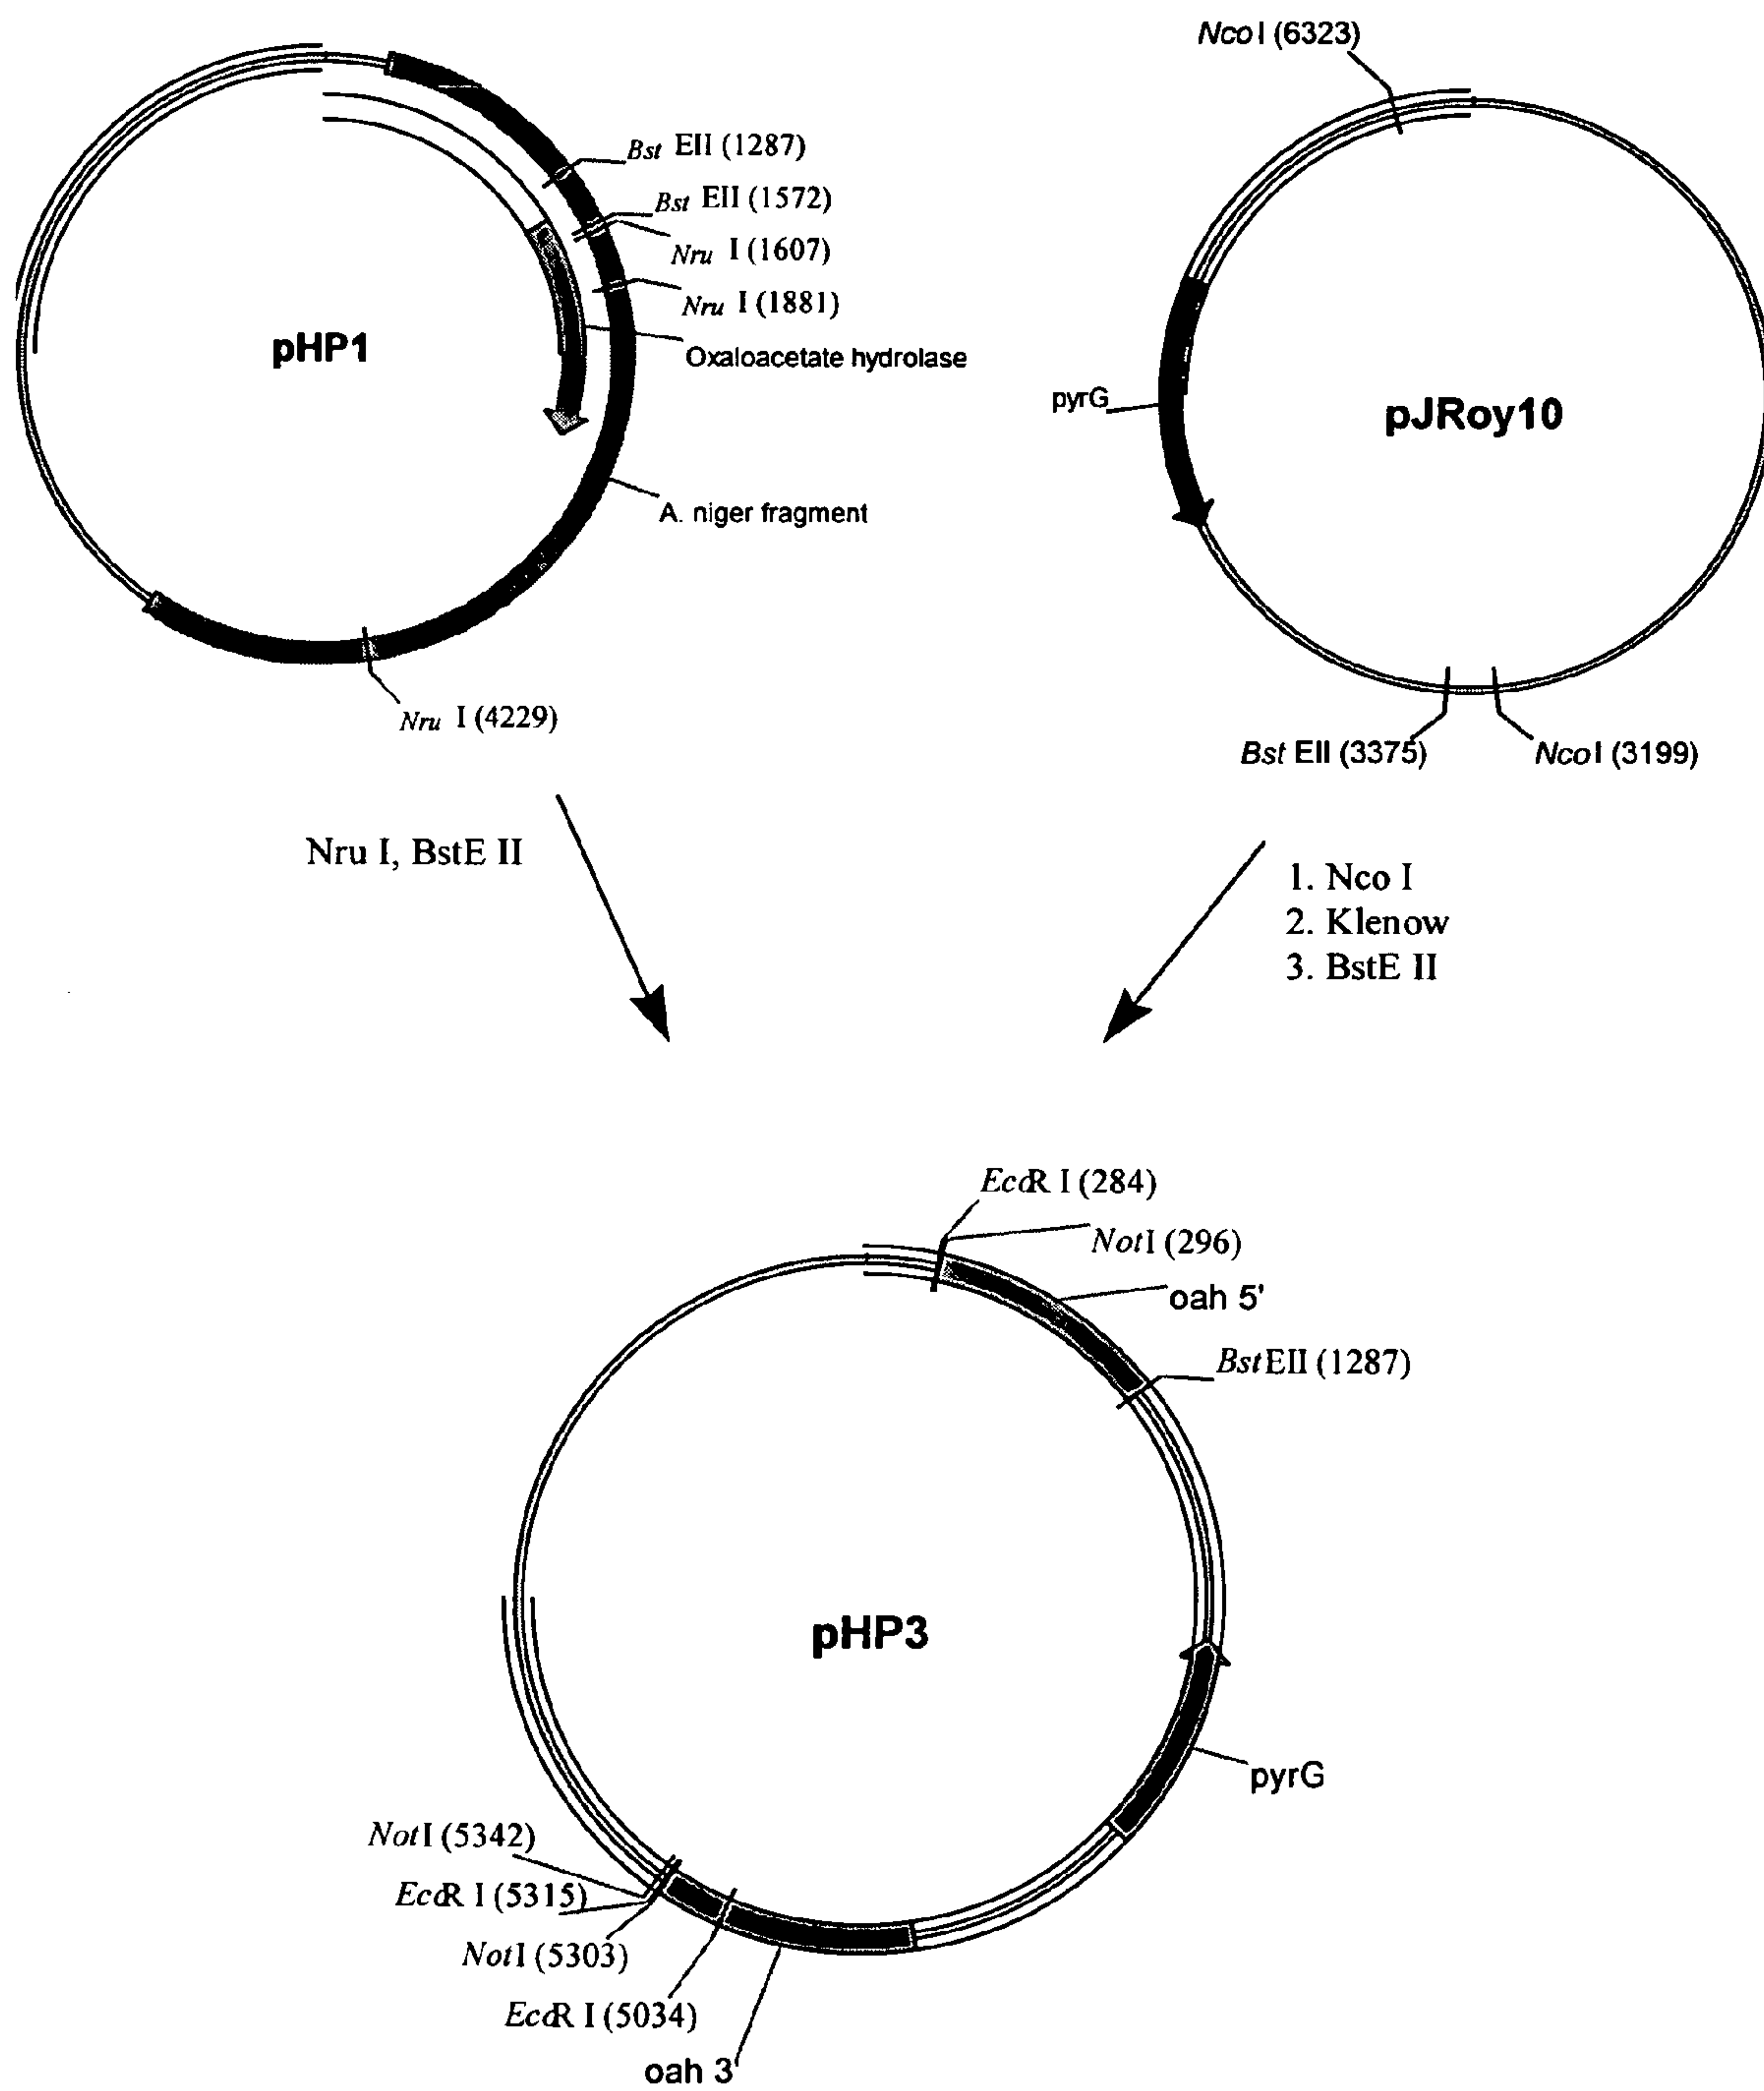 NcoI (6323)
Bst EII (1287)
Bst EII (1572)
Nru I (1607)
Nru I (1881)
pHP1
Oxaloacetate hydrolase
pyrG
pJRoy10
A. niger fragment
Nru I (4229)
Bst EII (3375)
NcoI (3199)
Nru I, BstE II
1. Nco I
2. Klenow
3. BstE II
EcoR I (284)
NotI (296)
oah 5'
BstEII (1287)
pHP3
pyrG
NotI (5342)
EcoR I (5315)
NotI (5303)
EcoR I (5034)
oah 3'